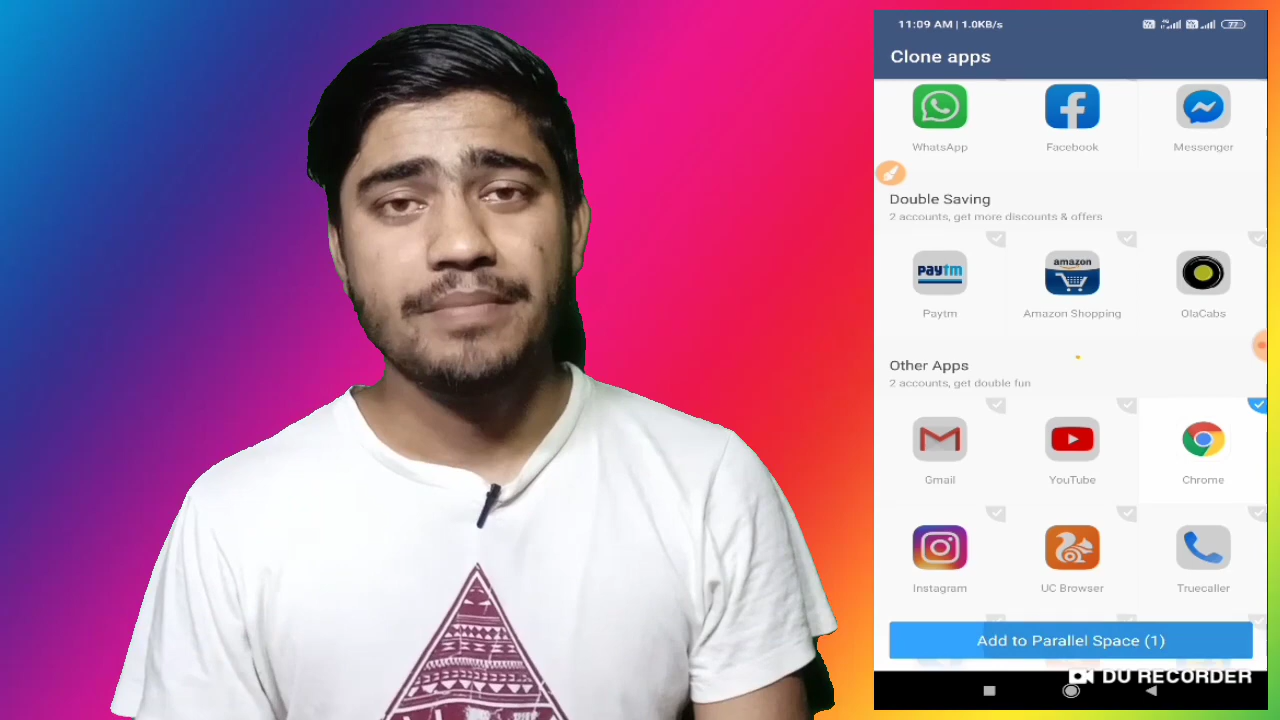 11:09 AM | 1.0KB/s
77
Clone apps
WhatsApp
Facebook
Messenger
Double Saving
2 accounts, get more discounts & offers
paytm
amazon
Paytm
Amazon Shopping
OlaCabs
Other Apps
2 accounts, get double fun
Gmail
YouTube
Chrome
Instagram
UC Browser
Truecaller
Add to Parallel Space (1)
DU RECORDER